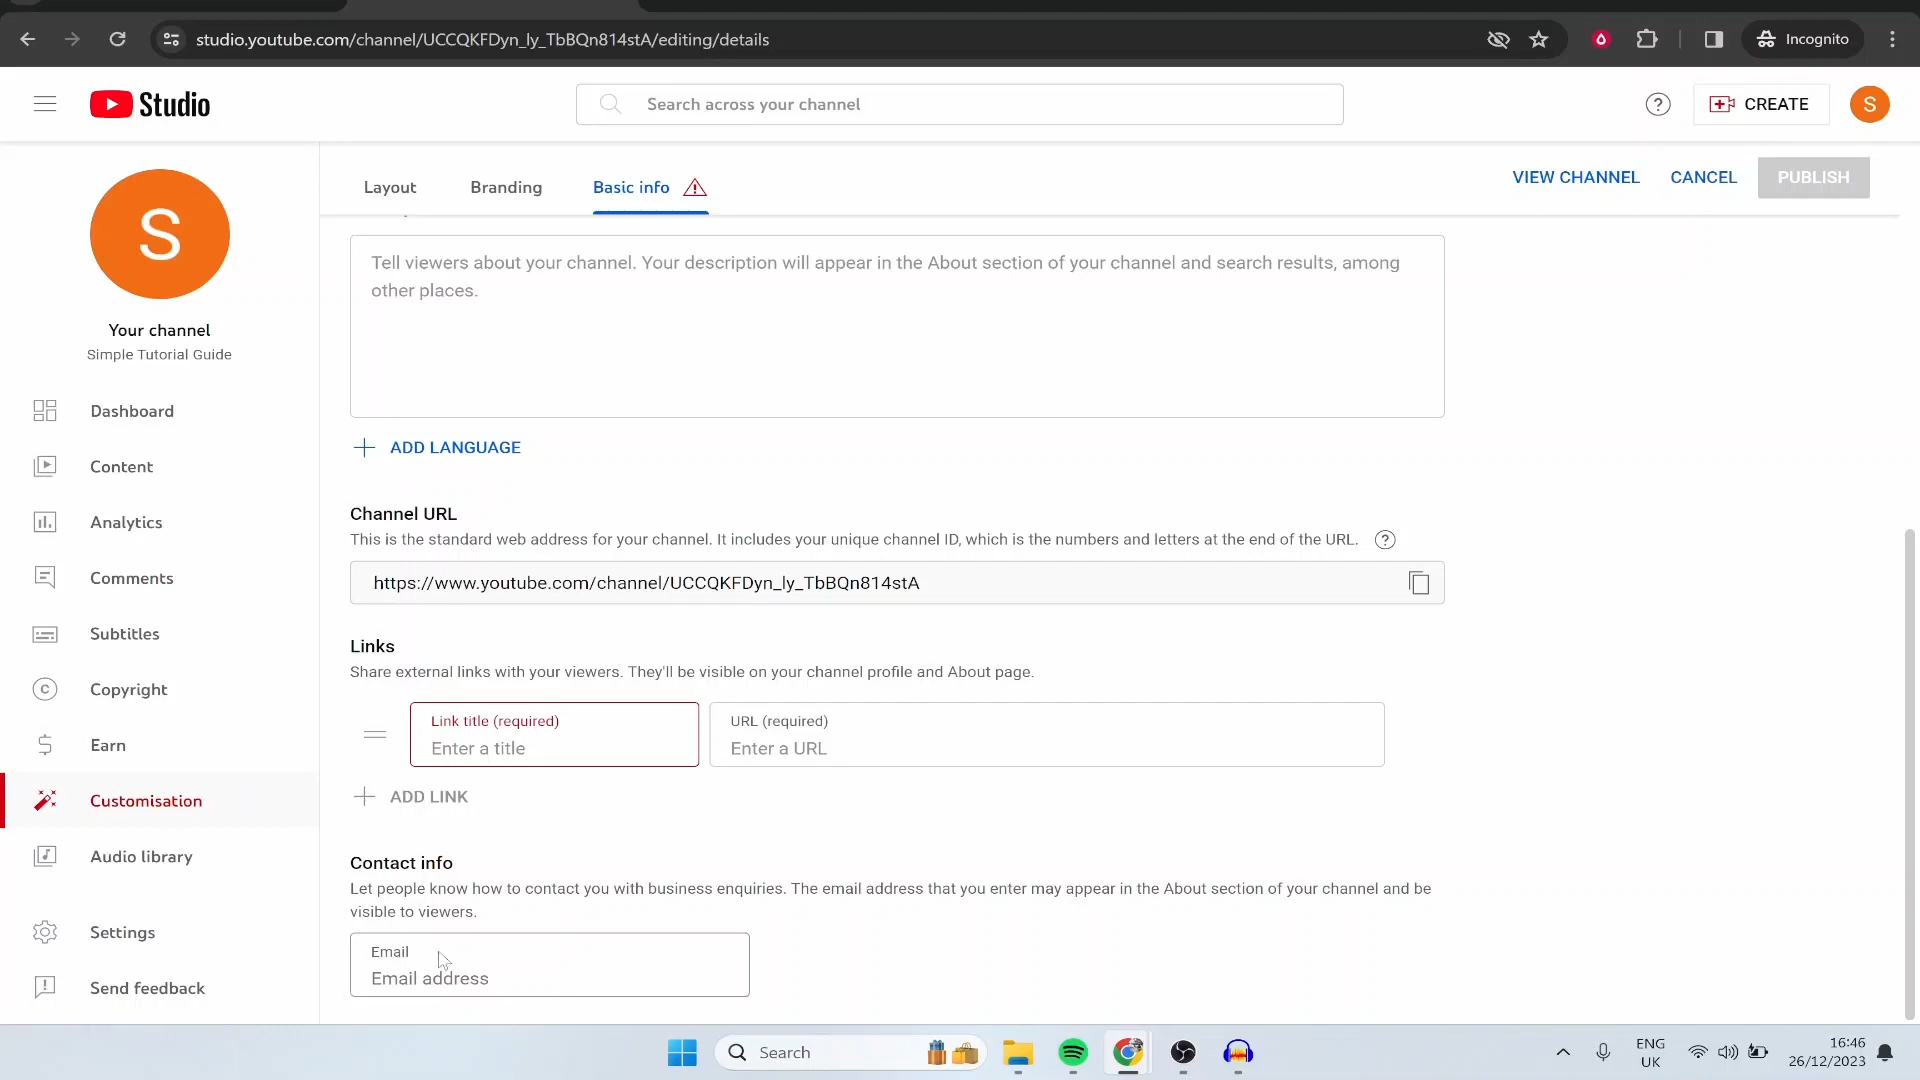 studio.youtube.com/channel/UCCQKFDyn_ly_TbBQn814stA/editing/details
Incognito
Studio
Search across your channel
CREATE
S
Layout
Branding
Basic info
VIEW CHANNEL
CANCEL
PUBLISH
S
Your channel
Simple Tutorial Guide
Dashboard
Content
Analytics
Comments
Subtitles
Copyright
Earn
Customisation
Audio library
Settings
Send feedback
Tell viewers about your channel. Your description will appear in the About section of your channel and search results, among
other places.
ADD LANGUAGE
Channel URL
This is the standard web address for your channel. It includes your unique channel ID, which is the numbers and letters at the end of the URL.
https://www.youtube.com/channel/UCCQKFDyn_ly_TbBQn814stA
Links
Share external links with your viewers. They'll be visible on your channel profile and About page.
Link title (required)
Enter a title
URL (required)
Enter a URL
ADD LINK
Contact info
Let people know how to contact you with business enquiries. The email address that you enter may appear in the About section of your channel and be
visible to viewers.
Email
Email address
Search
ENG
UK
16:46
26/12/2023